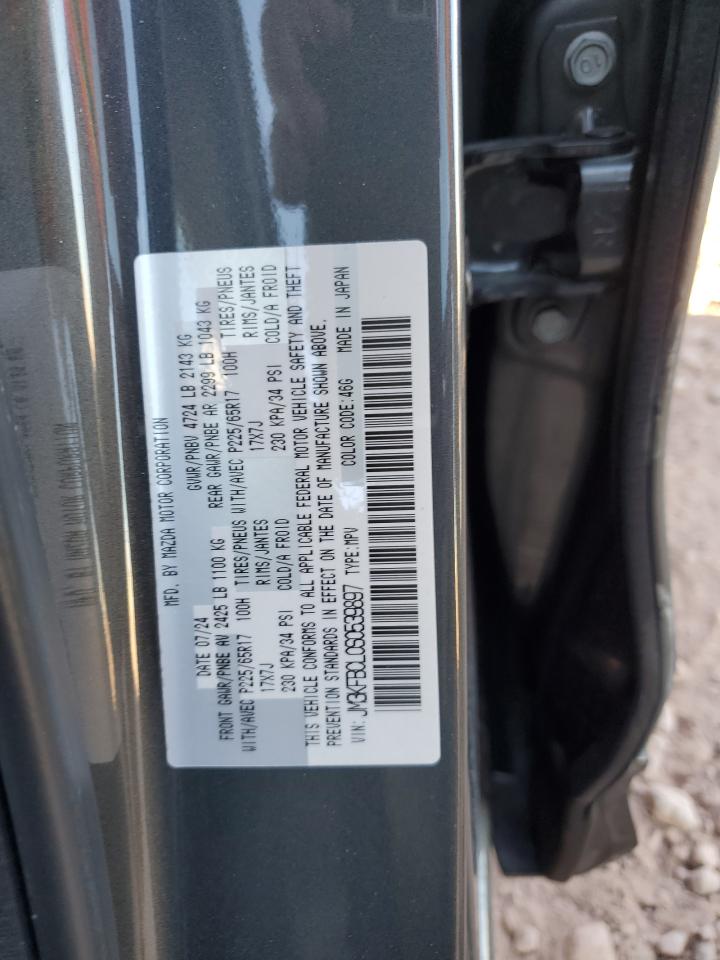 MFD. BY MAZDA MOTOR CORPORATION
DATE 07/24 GVWR/PNBV 4724 LB 2143 KG
FRONT GAWR/PNBE AV 2425 LB 1100 KG REAR GAWR/PNBE AR 2299 LB 1043 KG
WITH/AVEC P225/65R17 100H TIRES/PNEUS WITH/AVEC P225/65R17 100H TIRES/PNEUS
17X7J RIMS/JANTES 17X7J RIMS/JANTES
230 KPA/34 PSI COLD/A FROID 230 KPA/34 PSI COLD/A FROID
THIS VEHICLE CONFORMS TO ALL APPLICABLE FEDERAL MOTOR VEHICLE SAFETY AND THEFT
PREVENTION STANDARDS IN EFFECT ON THE DATE OF MANUFACTURE SHOWN ABOVE.
VIN: JM3KFBCL0S0539897 TYPE:MPV COLOR CODE:46G MADE IN JAPAN
10